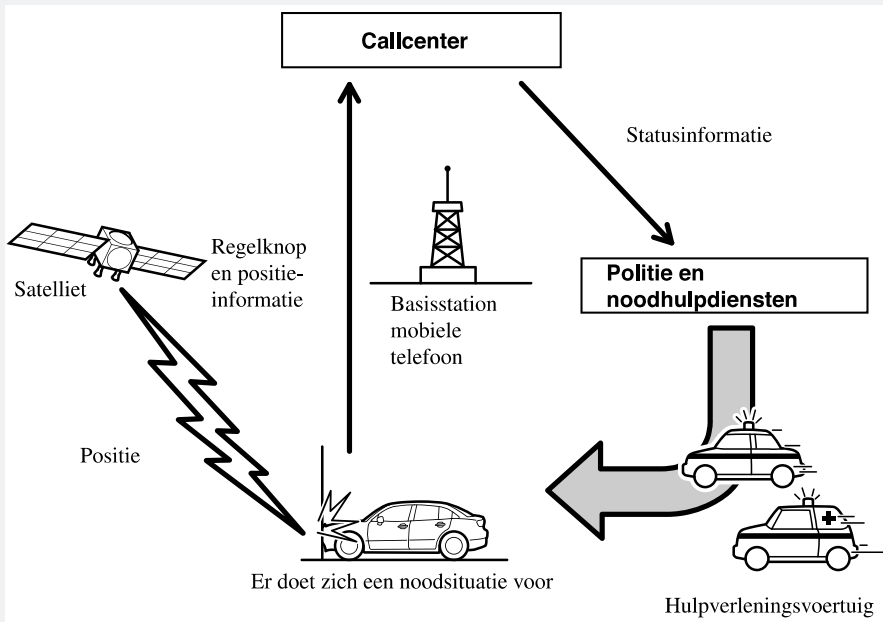 Callcenter
Statusinformatie
Regelknop
en positie-
informatie
Satelliet
Politie en
noodhulpdiensten
Basisstation
mobiele
telefoon
Positie
Er doet zich een noodsituatie voor
Hulpverleningsvoertuig